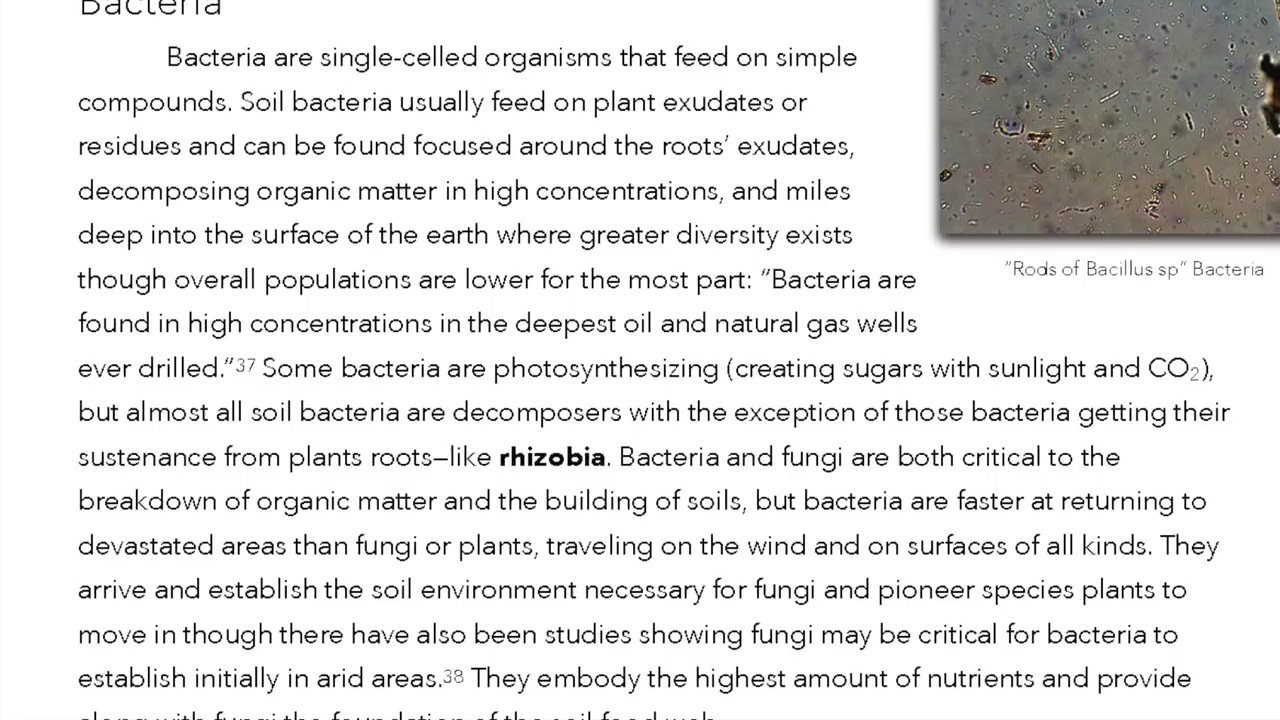 Bacteria
Bacteria are single-celled organisms that feed on simple
compounds. Soil bacteria usually feed on plant exudates or
residues and can be found focused around the roots’ exudates,
decomposing organic matter in high concentrations, and miles
deep into the surface of the earth where greater diversity exists
though overall populations are lower for the most part: “Bacteria are
found in high concentrations in the deepest oil and natural gas wells
ever drilled.”37 Some bacteria are photosynthesizing (creating sugars with sunlight and CO2),
but almost all soil bacteria are decomposers with the exception of those bacteria getting their
sustenance from plants roots—like rhizobia. Bacteria and fungi are both critical to the
breakdown of organic matter and the building of soils, but bacteria are faster at returning to
devastated areas than fungi or plants, traveling on the wind and on surfaces of all kinds. They
arrive and establish the soil environment necessary for fungi and pioneer species plants to
move in though there have also been studies showing fungi may be critical for bacteria to
establish initially in arid areas.38 They embody the highest amount of nutrients and provide
along with fungi the foundation of the soil food web.
“Rods of Bacillus sp” Bacteria